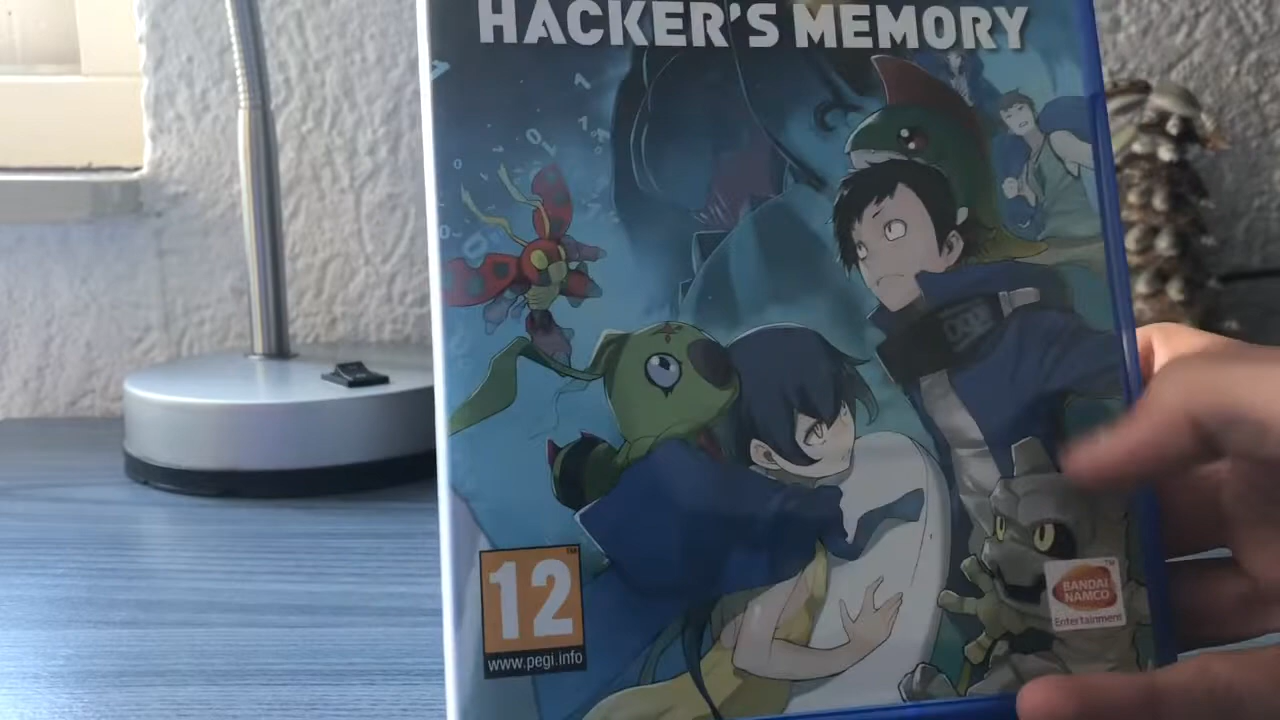 HACKER'S MEMORY
12
www.pegi.info
BANDAI
NAMCO
Entertainment